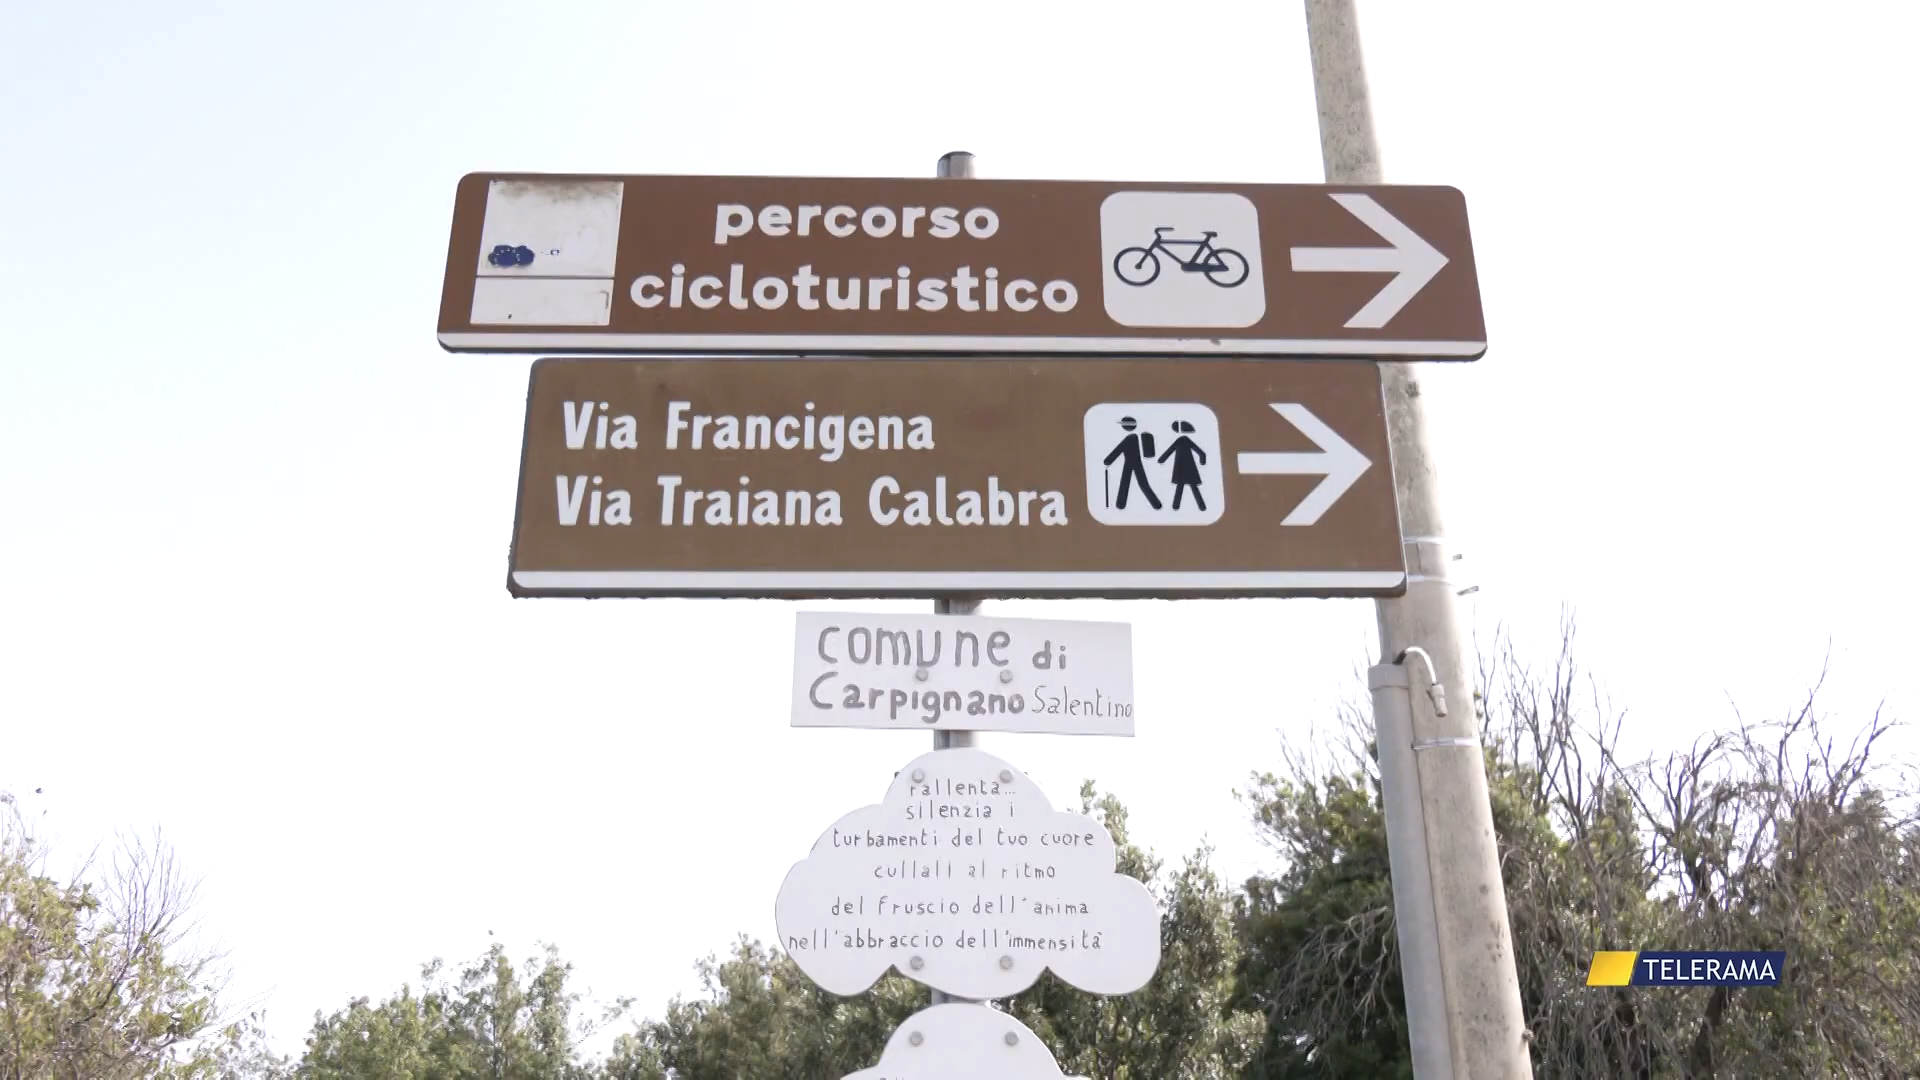 percorso
cicloturistico
Via Francigena
Via Traiana Calabra
comune di
Carpignano Salentino
rallenta...
silenzia i
turbamenti del tuo cuore
cullali al ritmo
del fruscio dell'anima
nell'abbraccio dell'immensità
TELERAMA